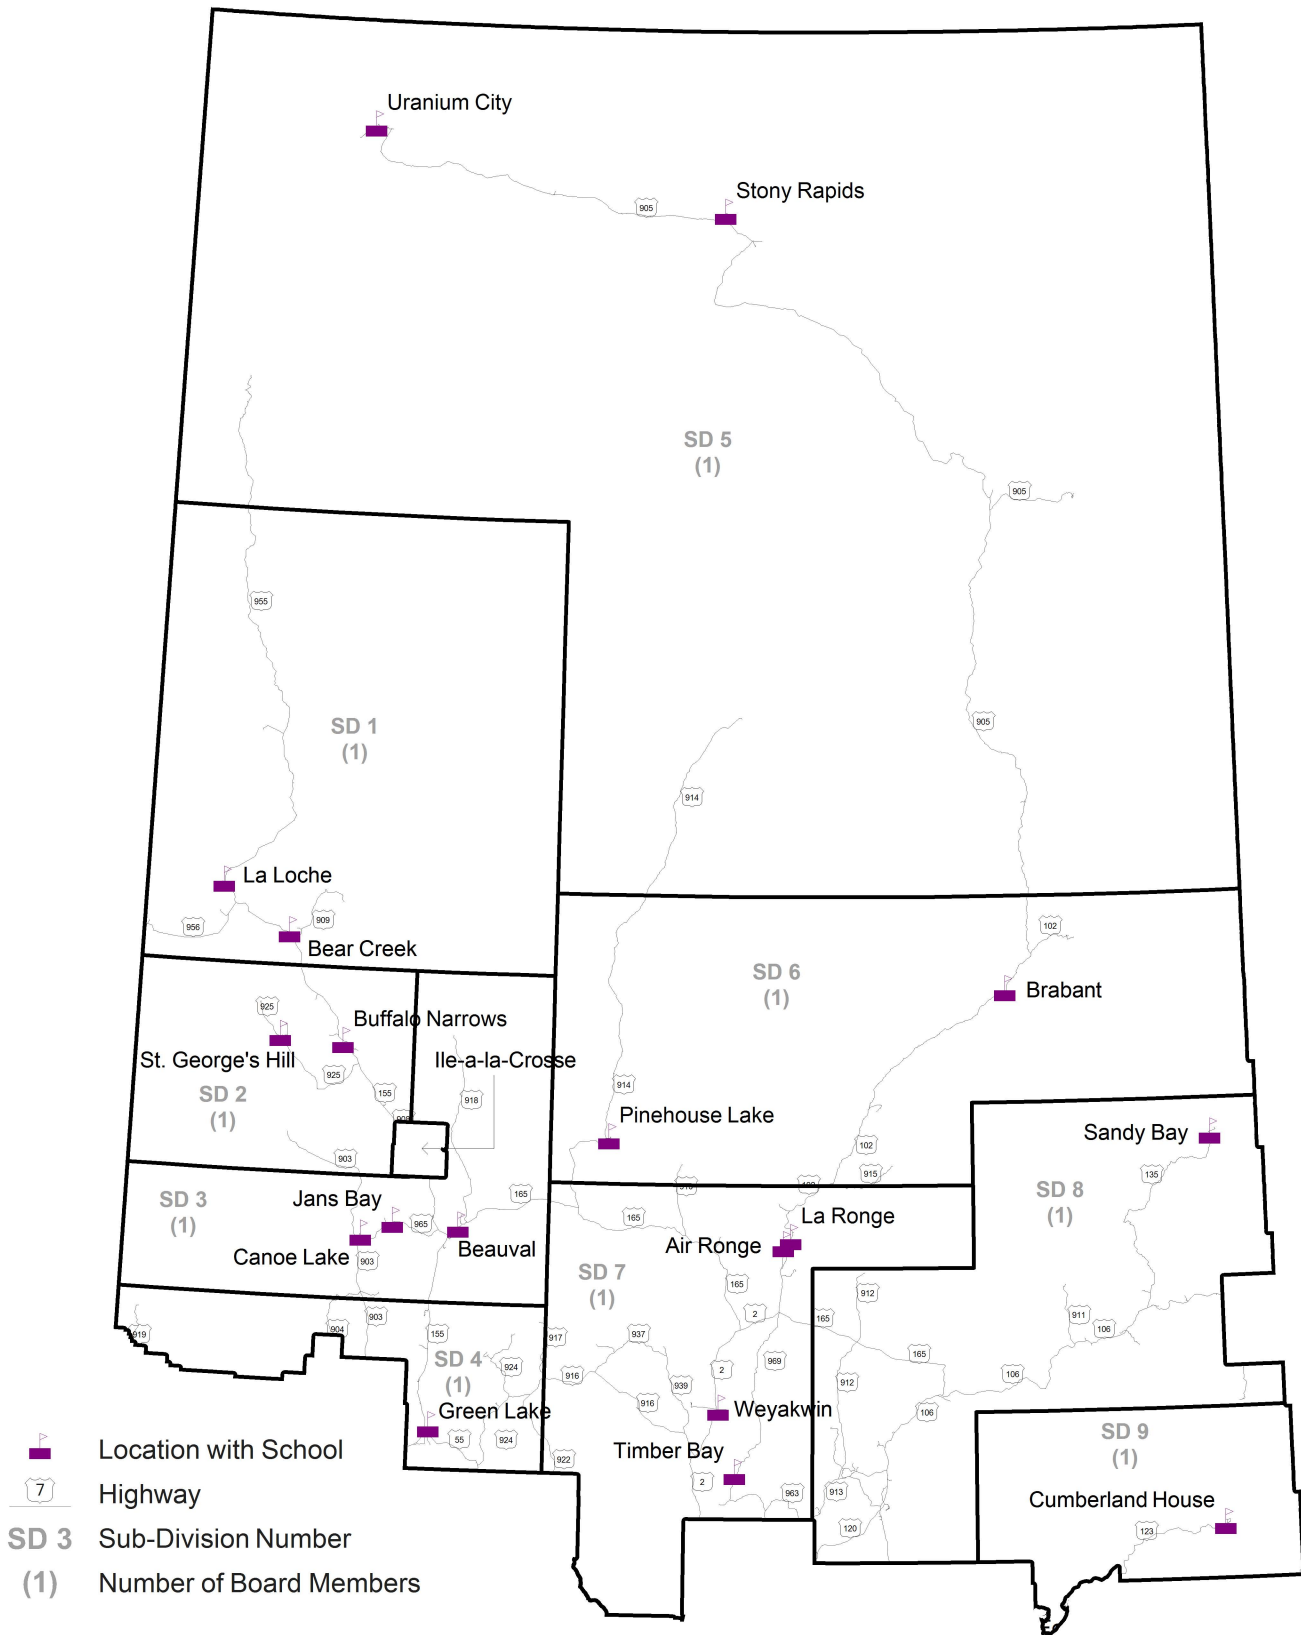 Uranium City
Stony Rapids
905
SD 5
(1)
905
955
SD 1
(1)
905
914
La Loche
909
956
Bear Creek
102
SD 6
(1)
Brabant
925
Buffalo Narrows
St. George's Hill
Ile-a-la-Crosse
925
SD 2
(1)
155
918
908
914
Pinehouse Lake
Sandy Bay
102
903
915
135
SD 3
(1)
Jans Bay
165
SD 8
(1)
165
La Ronge
965
Air Ronge
Canoe Lake
Beauval
903
SD 7
(1)
165
912
2
165
911
903
904
919
155
917
937
106
SD 4
(1)
924
969
165
916
2
939
912
106
916
Green Lake
Weyakwin
106
SD 9
(1)
55
924
Timber Bay
922
2
963
913
Cumberland House
120
123
Location with School
7
Highway
SD 3
Sub-Division Number
(1)
Number of Board Members